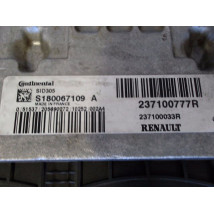 Continental
SID305
S180067109 A
MADE IN FRANCE
237100777R
237100033R
RENAULT